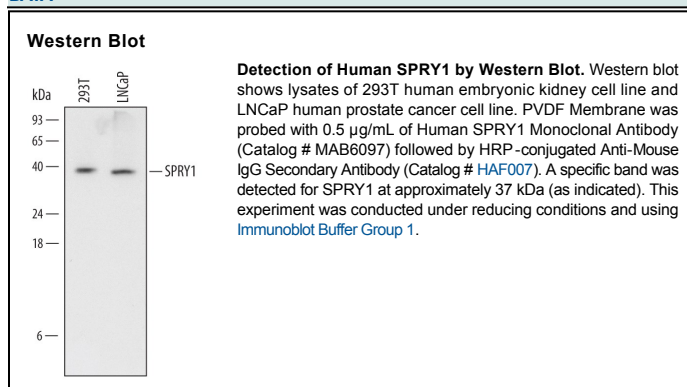 Western Blot
kDa
293T
LNCaP
93
65
40
24
18
6
SPRY1
Detection of Human SPRY1 by Western Blot. Western blot
shows lysates of 293T human embryonic kidney cell line and
LNCaP human prostate cancer cell line. PVDF Membrane was
probed with 0.5 µg/mL of Human SPRY1 Monoclonal Antibody
(Catalog # MAB6097) followed by HRP-conjugated Anti-Mouse
IgG Secondary Antibody (Catalog # HAF007). A specific band was
detected for SPRY1 at approximately 37 kDa (as indicated). This
experiment was conducted under reducing conditions and using
Immunoblot Buffer Group 1.